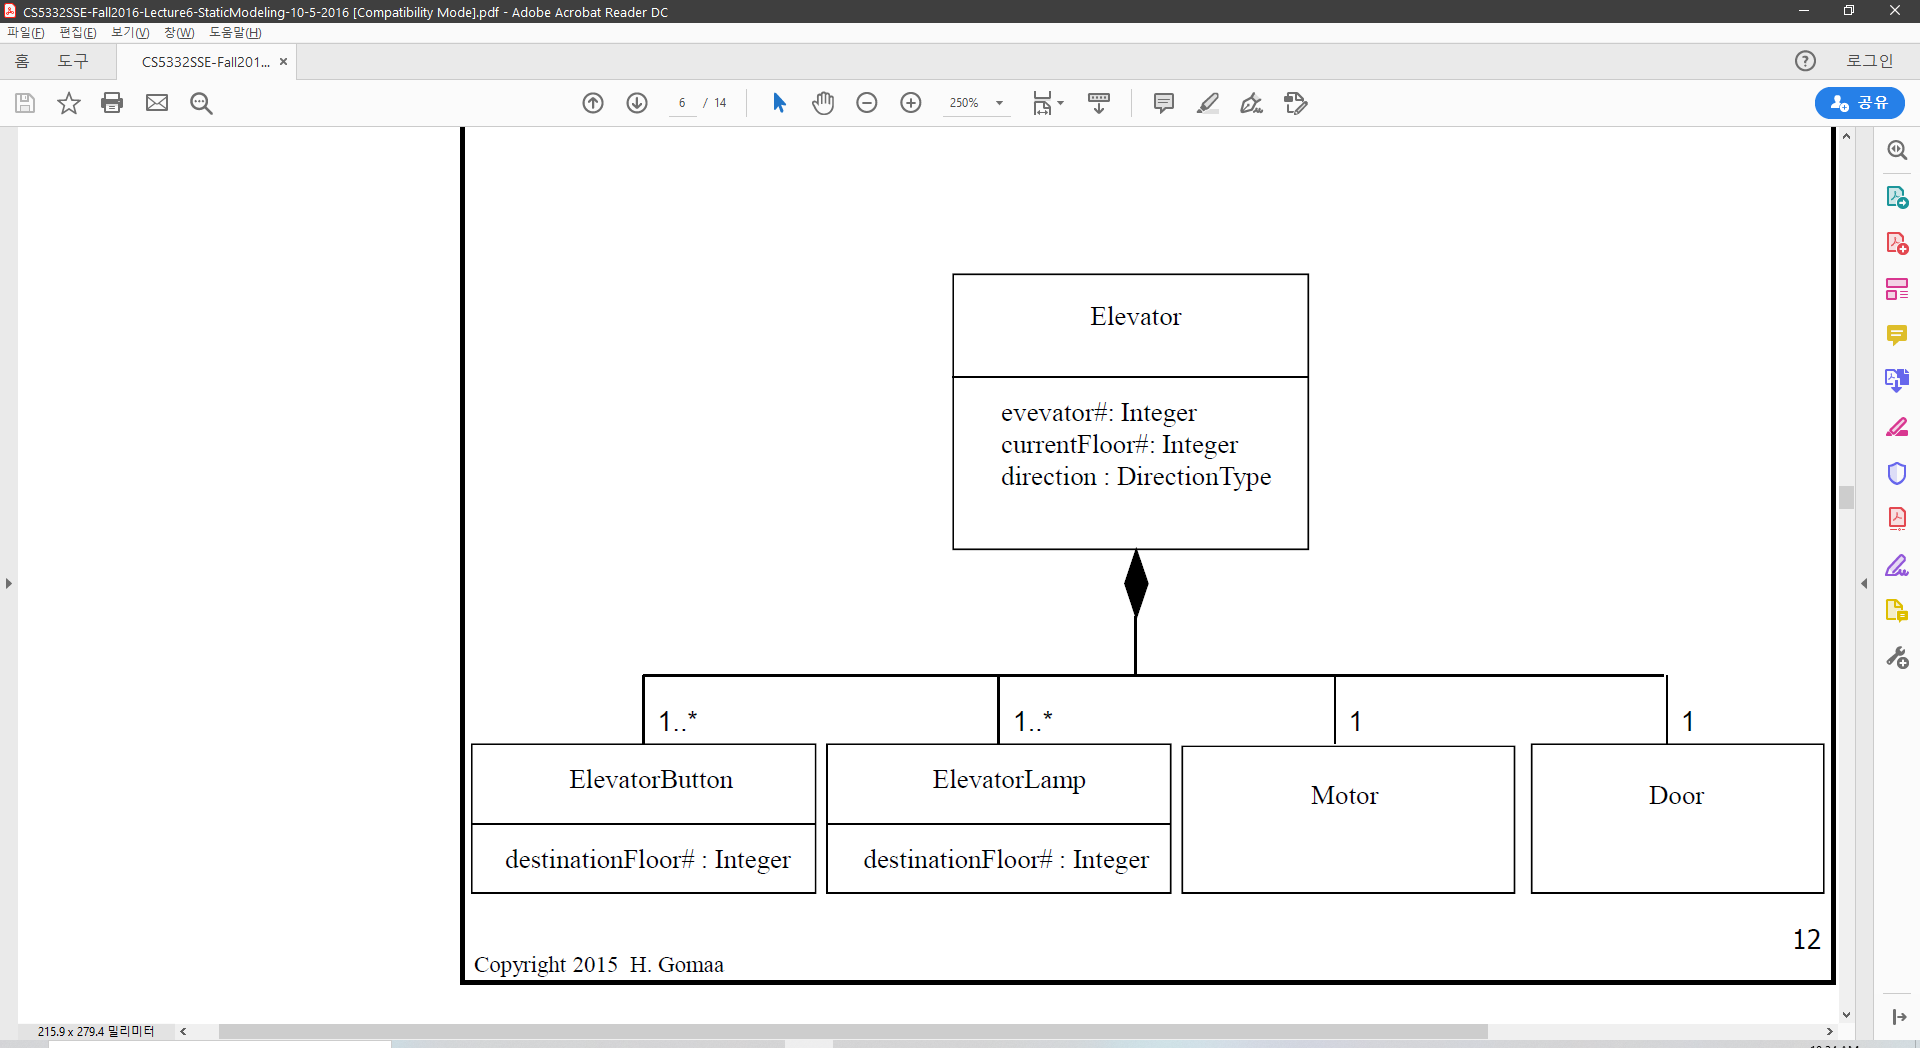 CS5332SSE-Fall2016-Lecture6-StaticModeling-10-5-2016 [Compatibility Mode].pdf - Adobe Acrobat Reader DC
파일(F) 편집(E) 보기(V) 창(W) 도움말(H)
홈 도구 CS5332SSE-Fall201... × 로그인
6 / 14 250% 공유
Elevator
evevator#: Integer
currentFloor#: Integer
direction : DirectionType
1..* 1..* 1 1
ElevatorButton ElevatorLamp Motor Door
destinationFloor# : Integer destinationFloor# : Integer
12
Copyright 2015 H. Gomaa
215.9 x 279.4 밀리미터